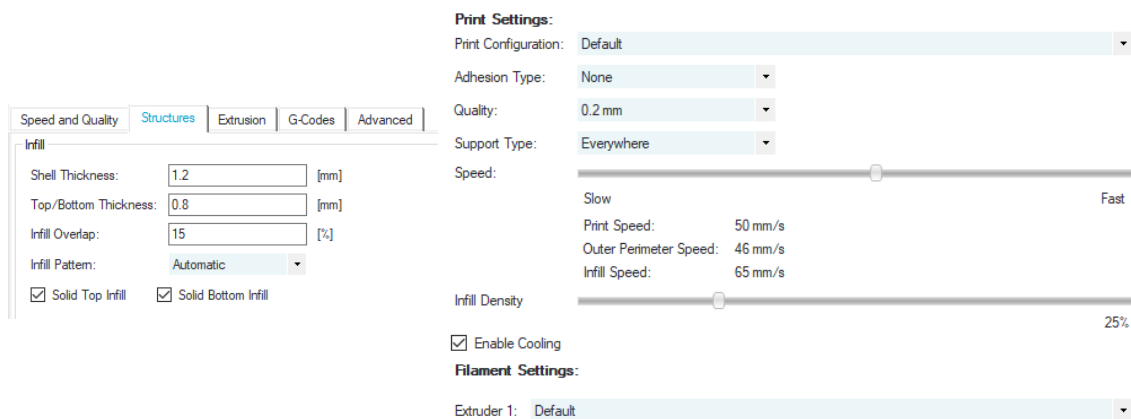 Speed and Quality Structures Extrusion G-Codes Advanced
Infill
Shell Thickness: 1.2 [mm]
Top/Bottom Thickness: 0.8 [mm]
Infill Overlap: 15 [%]
Infill Pattern: Automatic
Solid Top Infill Solid Bottom Infill
Print Settings:
Print Configuration: Default
Adhesion Type: None
Quality: 0.2 mm
Support Type: Everywhere
Speed:
Slow Fast
Print Speed: 50 mm/s
Outer Perimeter Speed: 46 mm/s
Infill Speed: 65 mm/s
Infill Density
25%
Enable Cooling
Filament Settings:
Extruder 1: Default